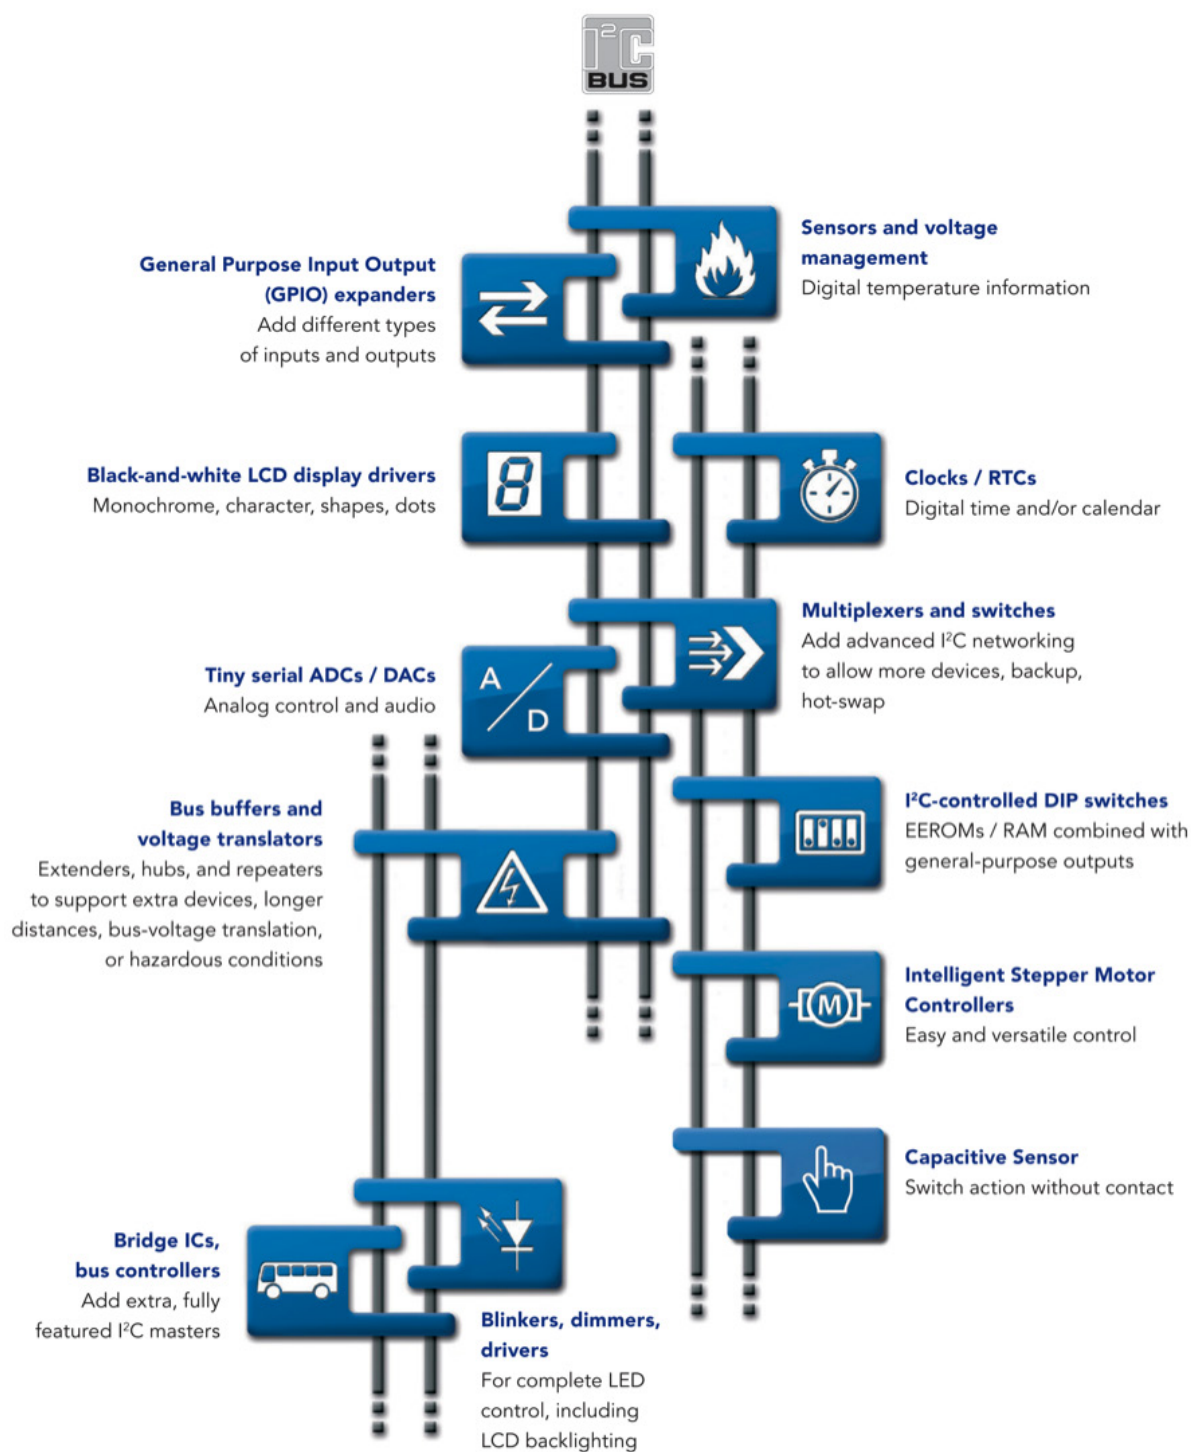 I²C
BUS
Sensors and voltage
management
Digital temperature information
General Purpose Input Output
(GPIO) expanders
Add different types
of inputs and outputs
Black-and-white LCD display drivers
Monochrome, character, shapes, dots
8
Clocks / RTCs
Digital time and/or calendar
Multiplexers and switches
Add advanced I²C networking
to allow more devices, backup,
hot-swap
Tiny serial ADCs / DACs
Analog control and audio
A
D
I²C-controlled DIP switches
EEROMs / RAM combined with
general-purpose outputs
Bus buffers and
voltage translators
Extenders, hubs, and repeaters
to support extra devices, longer
distances, bus-voltage translation,
or hazardous conditions
Intelligent Stepper Motor
Controllers
Easy and versatile control
M
Capacitive Sensor
Switch action without contact
Bridge ICs,
bus controllers
Add extra, fully
featured I²C masters
Blinkers, dimmers,
drivers
For complete LED
control, including
LCD backlighting